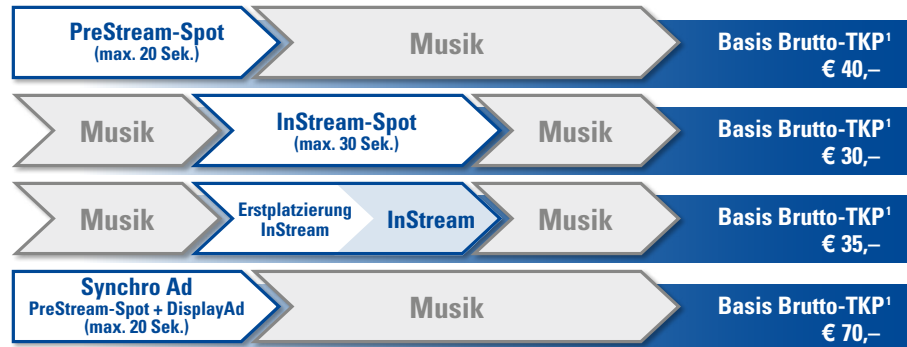 PreStream-Spot
(max. 20 Sek.)
Musik
Basis Brutto-TKP¹
€ 40,–
Musik
InStream-Spot
(max. 30 Sek.)
Musik
Basis Brutto-TKP¹
€ 30,–
Musik
Erstplatzierung
InStream
InStream
Musik
Basis Brutto-TKP¹
€ 35,–
Synchro Ad
PreStream-Spot + DisplayAd
(max. 20 Sek.)
Musik
Basis Brutto-TKP¹
€ 70,–